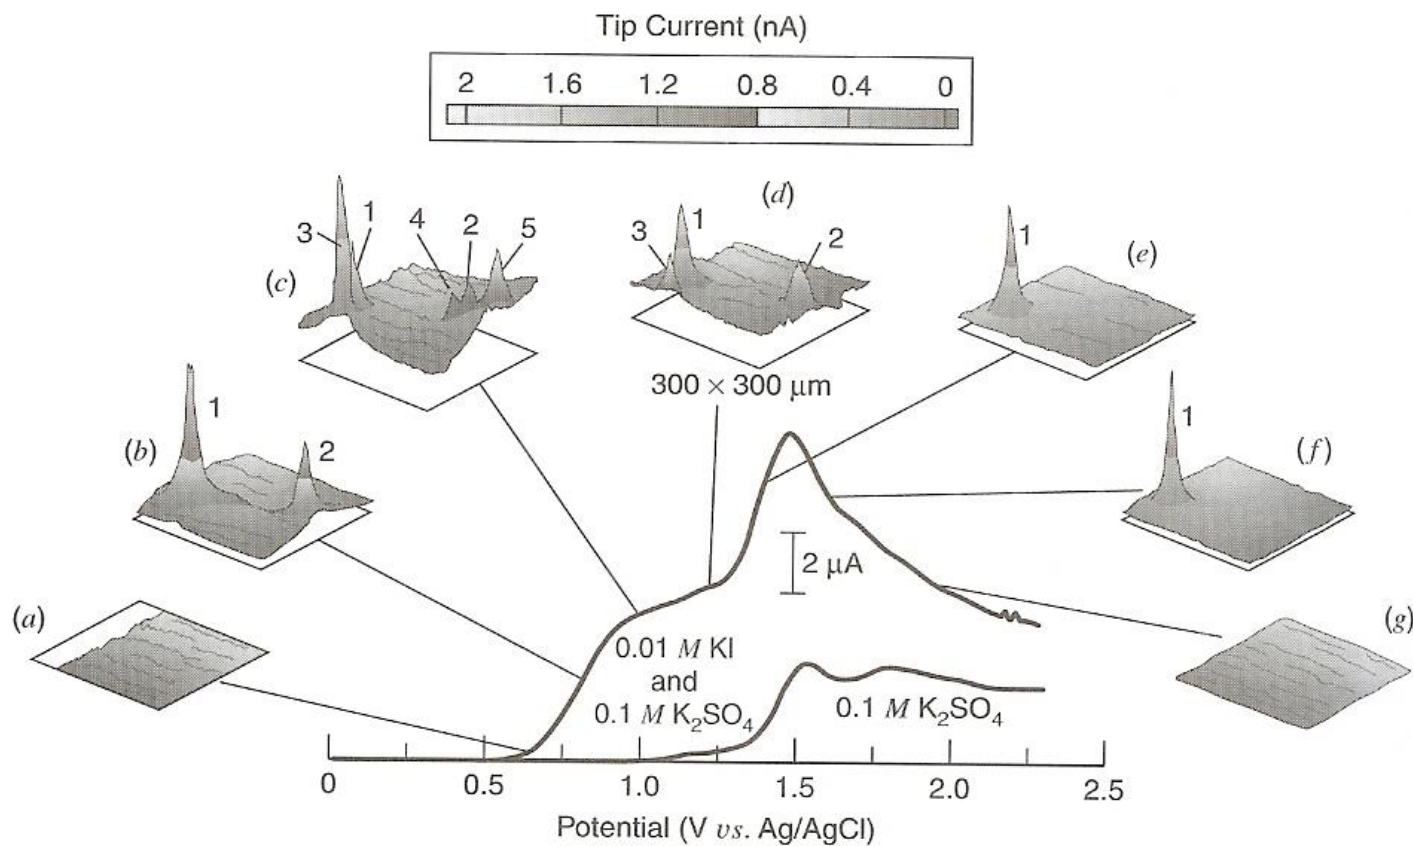 Tip Current (nA)
2 1.6 1.2 0.8 0.4 0
(c) 3 1 4 2 5
(d) 3 1 2
(e) 1
300 × 300 μm
(b) 1 2
(f) 1
2 μA
(a)
(g)
0.01 M KI
and
0.1 M K₂SO₄
0.1 M K₂SO₄
0 0.5 1.0 1.5 2.0 2.5
Potential (V vs. Ag/AgCl)